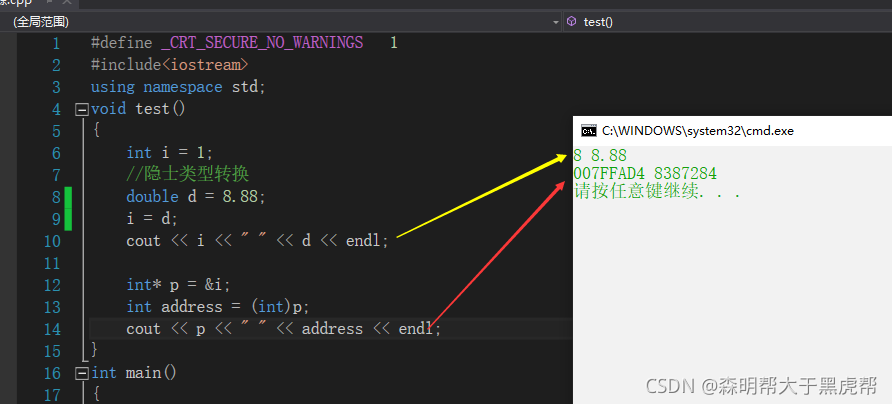 (全局范围) test()
1 #define _CRT_SECURE_NO_WARNINGS 1
2 #include<iostream>
3 using namespace std;
4 void test()
5 {
6 int i = 1;
7 //隐士类型转换
8 double d = 8.88;
9 i = d;
10 cout << i << " " << d << endl;
11
12 int* p = &i;
13 int address = (int)p;
14 cout << p << " " << address << endl;
15 }
16 int main()
17 {
C:\WINDOWS\system32\cmd.exe
8 8.88
007FFAD4 8387284
请按任意键继续. . .
CSDN @森明帮大于黑虎帮